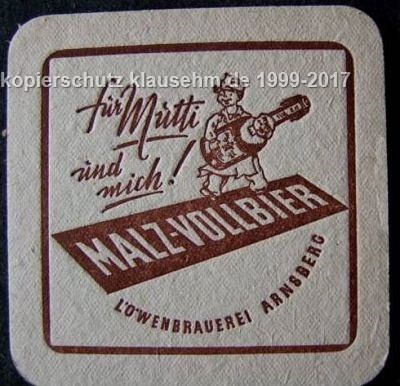 kopierschutz klausehm.de 1999-2017
für Mutti
und
mich!
MALZ-VOLLBIER
LÖWENBRAUEREI ARNSBERG